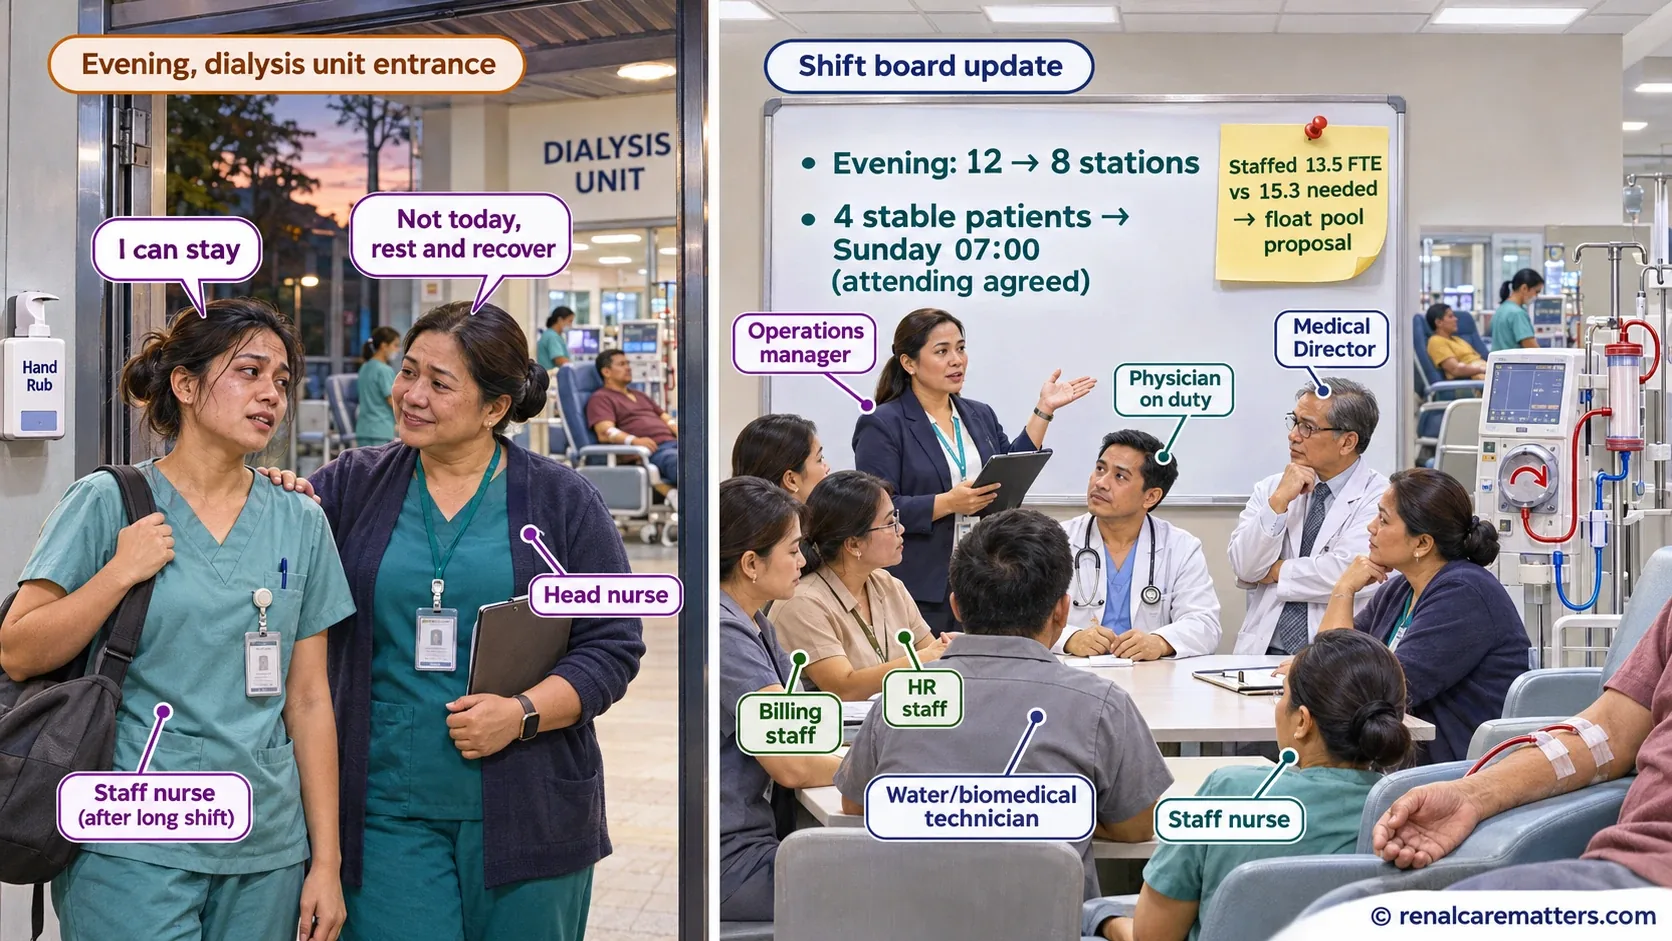 Evening, dialysis unit entrance
DIALYSIS
UNIT
I can stay
Not today,
rest and recover
Hand
Rub
Head nurse
Staff nurse
(after long shift)
Shift board update
• Evening: 12 → 8 stations
• 4 stable patients →
Sunday 07:00
(attending agreed)
Staffed 13.5 FTE
vs 15.3 needed
→ float pool
proposal
Operations
manager
Physician
on duty
Medical
Director
Billing
staff
HR
staff
Water/biomedical
technician
Staff nurse
© renalcarematters.com